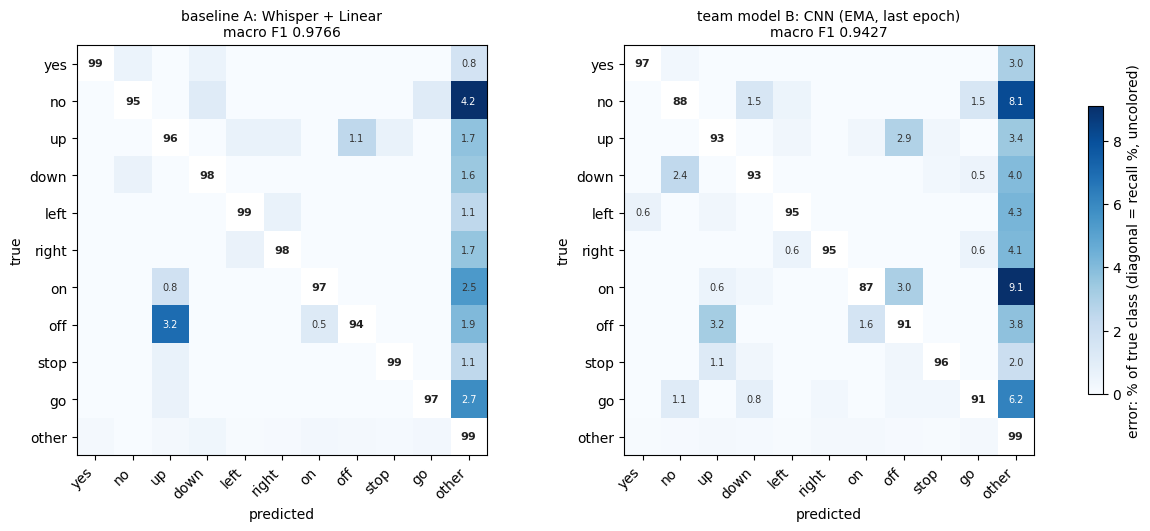 baseline A: Whisper + Linear
macro F1 0.9766
yes 99 0.8
no 95 4.2
up 96 1.1 1.7
down 98 1.6
left 99 1.1
right 98 1.7
on 0.8 97 2.5
off 3.2 0.5 94 1.9
stop 99 1.1
go 97 2.7
other 99
yes no up down left right on off stop go other
true
predicted
team model B: CNN (EMA, last epoch)
macro F1 0.9427
yes 97 3.0
no 88 1.5 1.5 8.1
up 93 2.9 3.4
down 2.4 93 0.5 4.0
left 0.6 95 4.3
right 0.6 95 0.6 4.1
on 0.6 87 3.0 9.1
off 3.2 1.6 91 3.8
stop 1.1 96 2.0
go 1.1 0.8 91 6.2
other 99
yes no up down left right on off stop go other
true
predicted
8
6
4
2
0
error: % of true class (diagonal = recall %, uncolored)